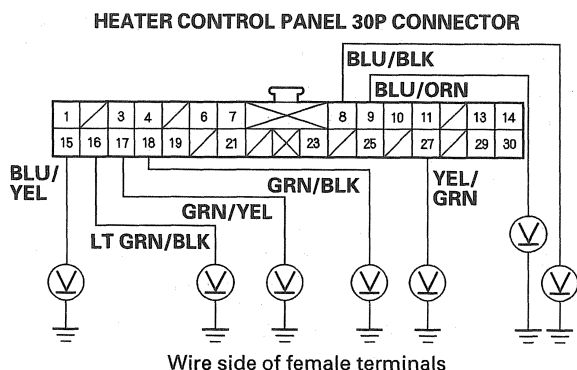 HEATER CONTROL PANEL 30P CONNECTOR
BLU/BLK
BLU/ORN
1 3 4 6 7 8 9 10 11 13 14
15 16 17 18 19 21 23 25 27 29 30
BLU/
YEL
GRN/BLK
YEL/
GRN
GRN/YEL
LT GRN/BLK
V V V V V V V
Wire side of female terminals